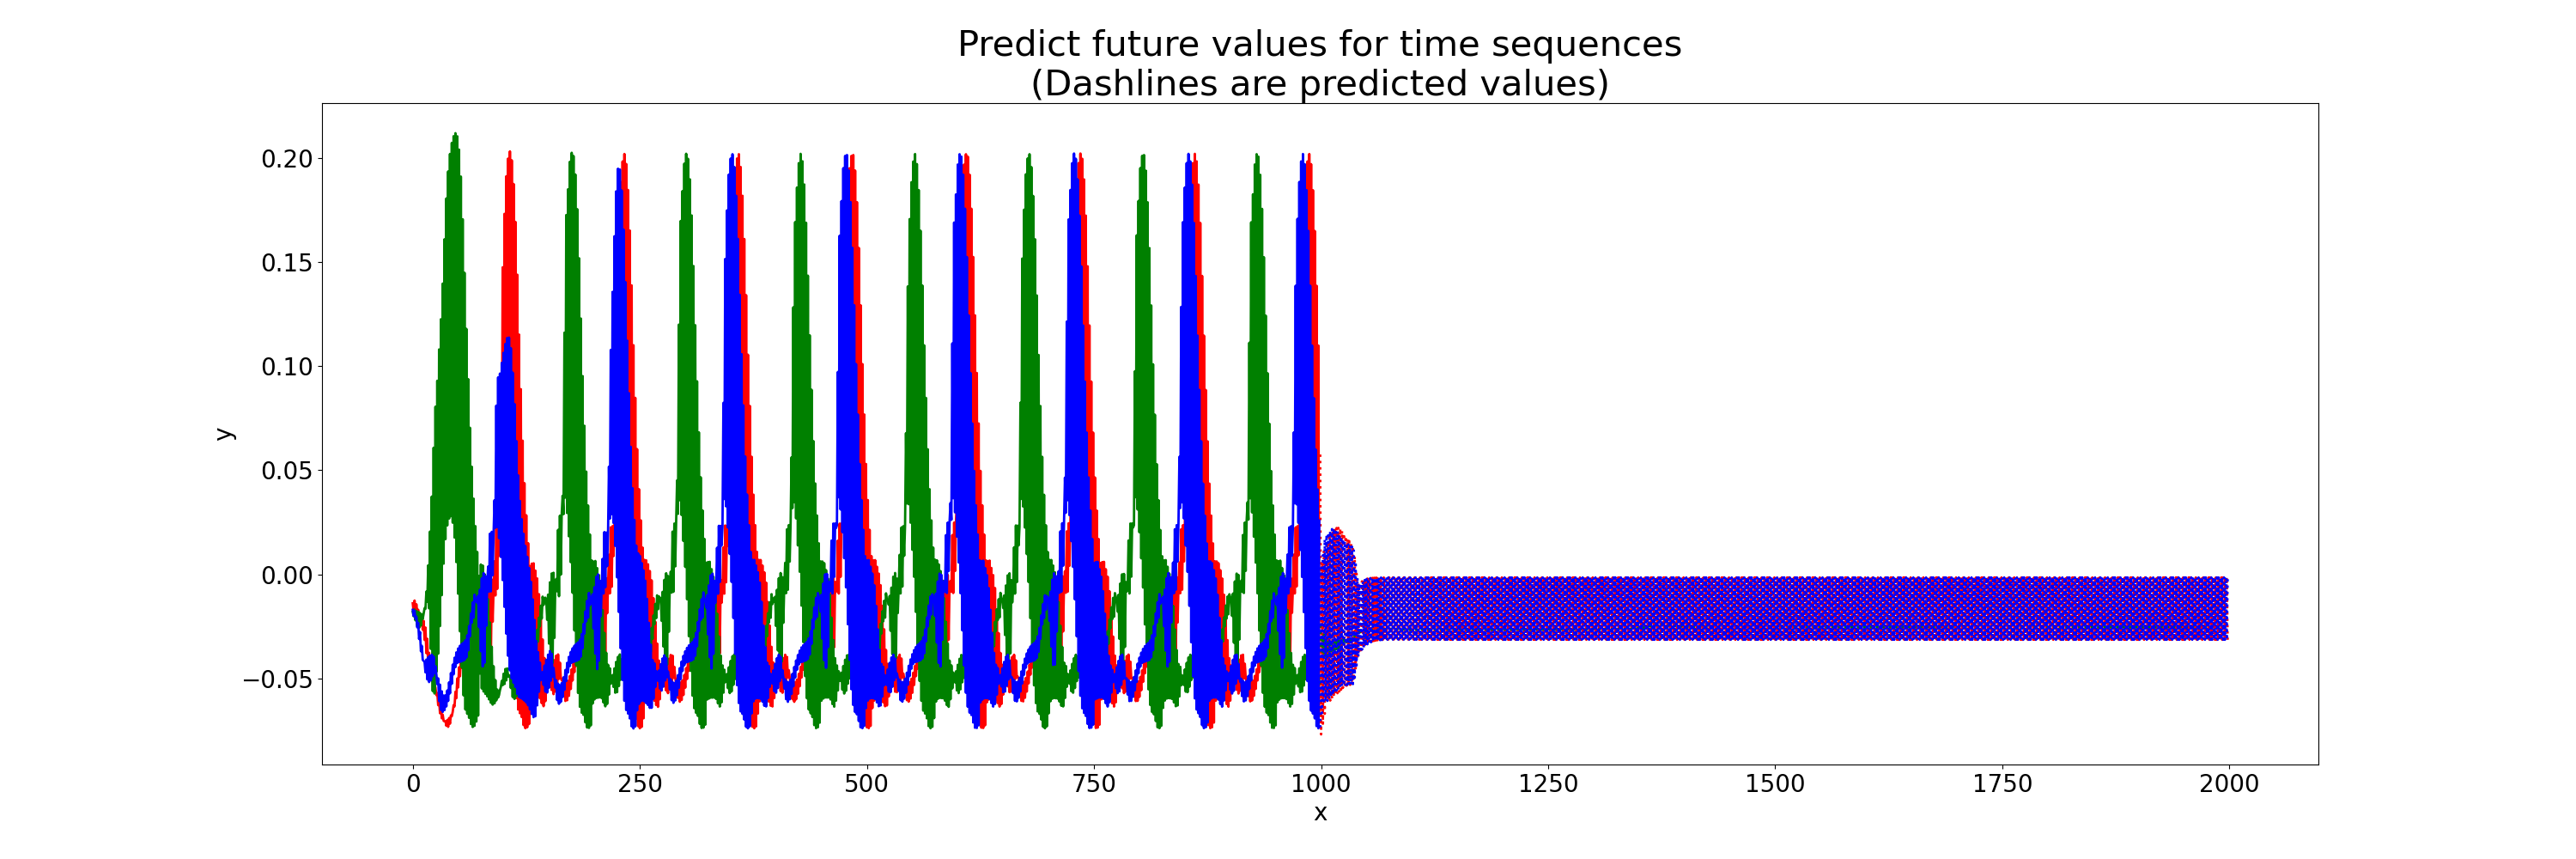 Predict future values for time sequences
(Dashlines are predicted values)
0.20
0.15
0.10
0.05
0.00
−0.05
y
0 250 500 750 1000 1250 1500 1750 2000
x